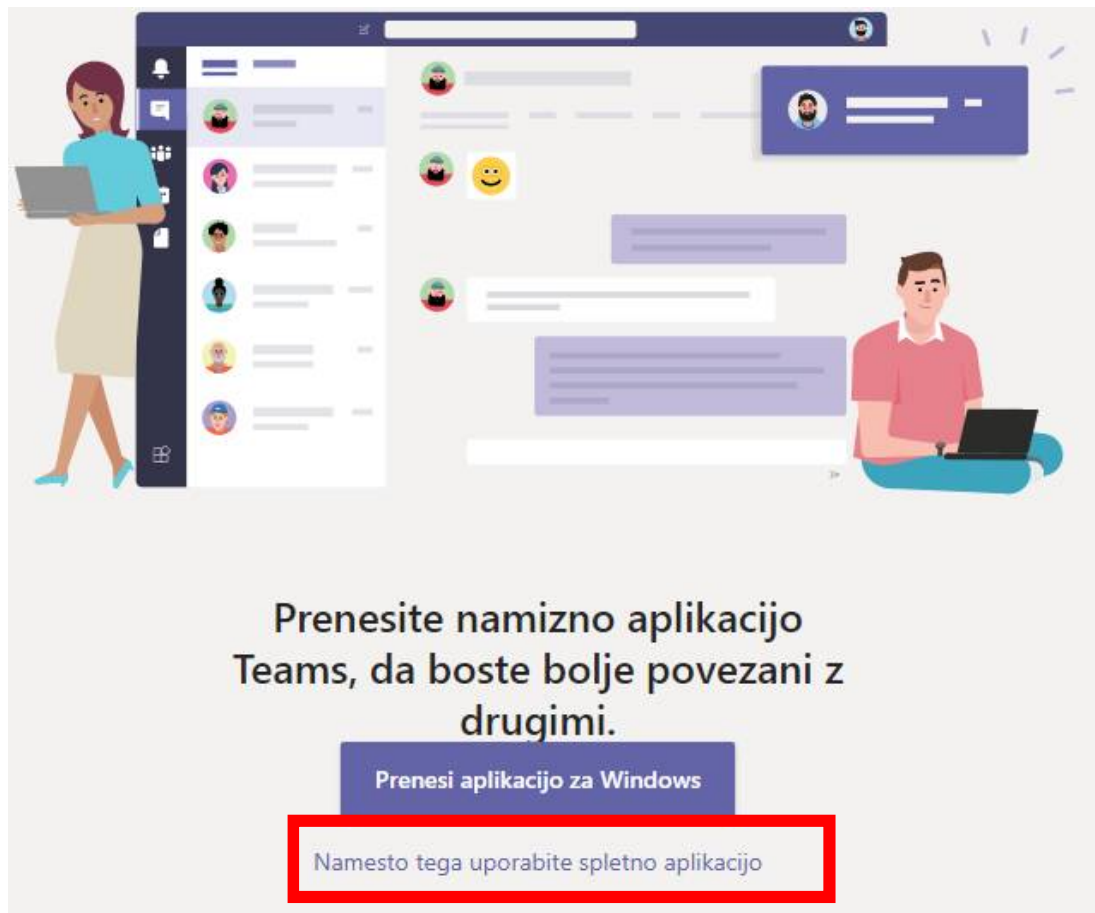 Prenesite namizno aplikacijo
Teams, da boste bolje povezani z
drugimi.
Prenesi aplikacijo za Windows
Namesto tega uporabite spletno aplikacijo